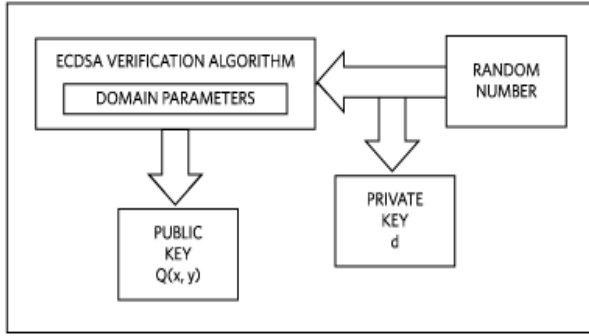 ECDSA VERIFICATION ALGORITHM
DOMAIN PARAMETERS
RANDOM
NUMBER
PUBLIC
KEY
Q(x, y)
PRIVATE
KEY
d